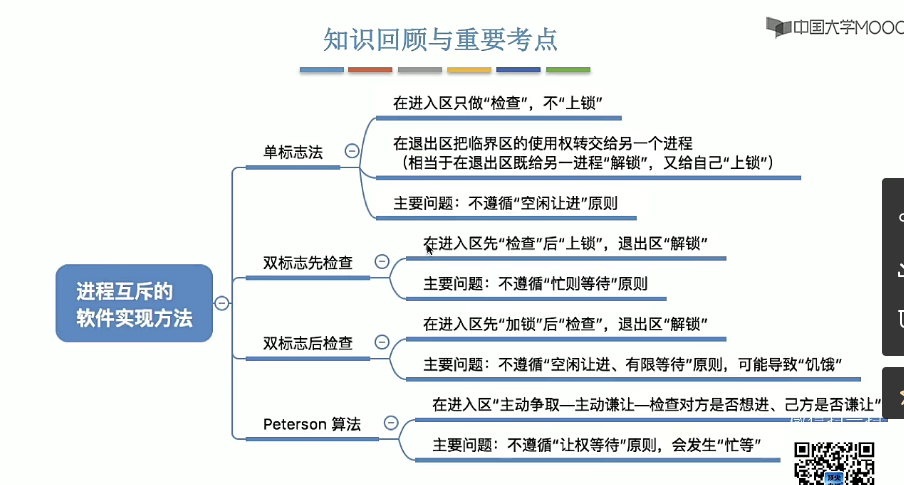 知识回顾与重要考点
中国大学MOOC
在进入区只做“检查”，不“上锁”
单标志法
在退出区把临界区的使用权转交给另一个进程
（相当于在退出区既给另一进程“解锁”，又给自己“上锁”）
主要问题：不遵循“空闲让进”原则
进程互斥的
软件实现方法
双标志先检查
在进入区先“检查”后“上锁”，退出区“解锁”
主要问题：不遵循“忙则等待”原则
双标志后检查
在进入区先“加锁”后“检查”，退出区“解锁”
主要问题：不遵循“空闲让进、有限等待”原则，可能导致“饥饿”
Peterson 算法
在进入区“主动争取—主动谦让—检查对方是否想进、己方是否谦让”
主要问题：不遵循“让权等待”原则，会发生“忙等”